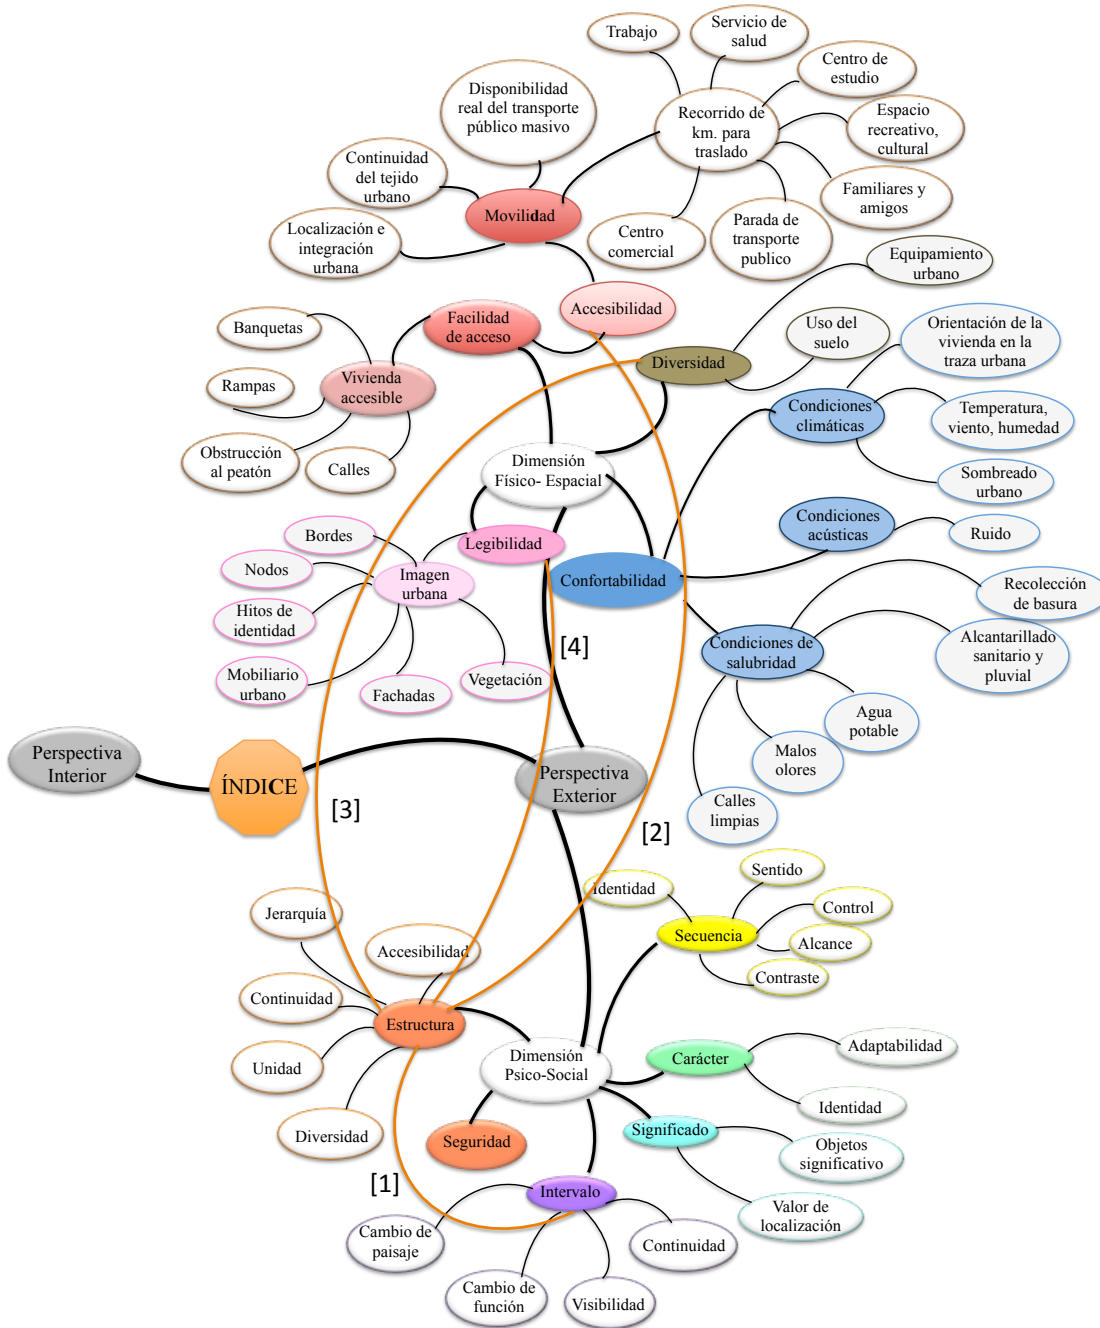 Trabajo
Servicio de
salud
Centro de
estudio
Disponibilidad
real del transporte
público masivo
Recorrido de
km. para
traslado
Espacio
recreativo,
cultural
Continuidad
del tejido
urbano
Familiares y
amigos
Movilidad
Localización e
integración
urbana
Centro
comercial
Parada de
transporte
publico
Equipamiento
urbano
Accesibilidad
Facilidad
de acceso
Banquetas
Uso del
suelo
Orientación de la
vivienda en la
traza urbana
Diversidad
Vivienda
accesible
Rampas
Condiciones
climáticas
Temperatura,
viento, humedad
Obstrucción
al peatón
Calles
Dimensión
Físico- Espacial
Sombreado
urbano
Condiciones
acústicas
Ruido
Bordes
Legibilidad
Nodos
Imagen
urbana
Confortabilidad
Recolección
de basura
Hitos de
identidad
Condiciones de
salubridad
Alcantarillado
sanitario y
pluvial
[4]
Mobiliario
urbano
Fachadas
Vegetación
Agua
potable
Malos
olores
Perspectiva
Interior
ÍNDICE
Perspectiva
Exterior
Calles
limpias
[3]
[2]
Identidad
Sentido
Control
Jerarquía
Secuencia
Alcance
Accesibilidad
Contraste
Continuidad
Estructura
Dimensión
Psico-Social
Carácter
Adaptabilidad
Unidad
Identidad
Diversidad
Seguridad
Significado
Objetos
significativo
[1]
Intervalo
Valor de
localización
Cambio de
paisaje
Continuidad
Cambio de
función
Visibilidad